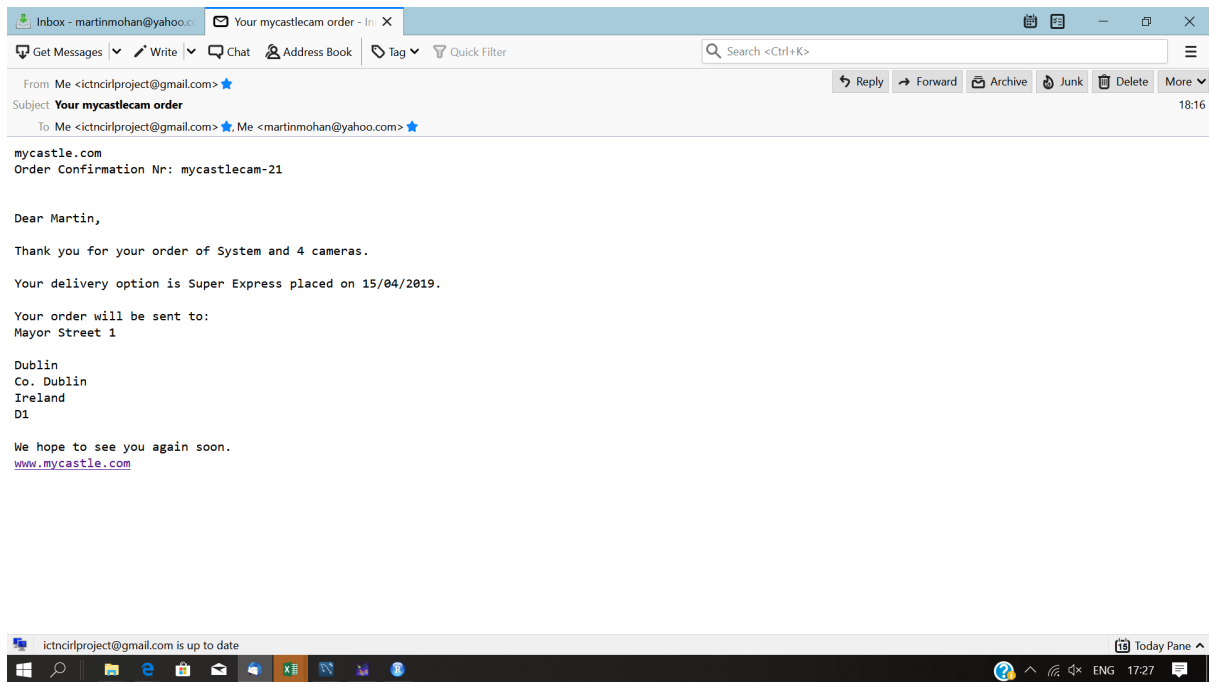 Inbox - martinmohan@yahoo.c
Your mycastlecam order - In
Get Messages
Write
Chat
Address Book
Tag
Quick Filter
Search <Ctrl+K>
From Me <ictncirlproject@gmail.com>
Reply
Forward
Archive
Junk
Delete
More
Subject Your mycastlecam order
18:16
To Me <ictncirlproject@gmail.com>, Me <martinmohan@yahoo.com>
mycastle.com
Order Confirmation Nr: mycastlecam-21
Dear Martin,
Thank you for your order of System and 4 cameras.
Your delivery option is Super Express placed on 15/04/2019.
Your order will be sent to:
Mayor Street 1
Dublin
Co. Dublin
Ireland
D1
We hope to see you again soon.
www.mycastle.com
ictncirlproject@gmail.com is up to date
15 Today Pane
ENG 17:27